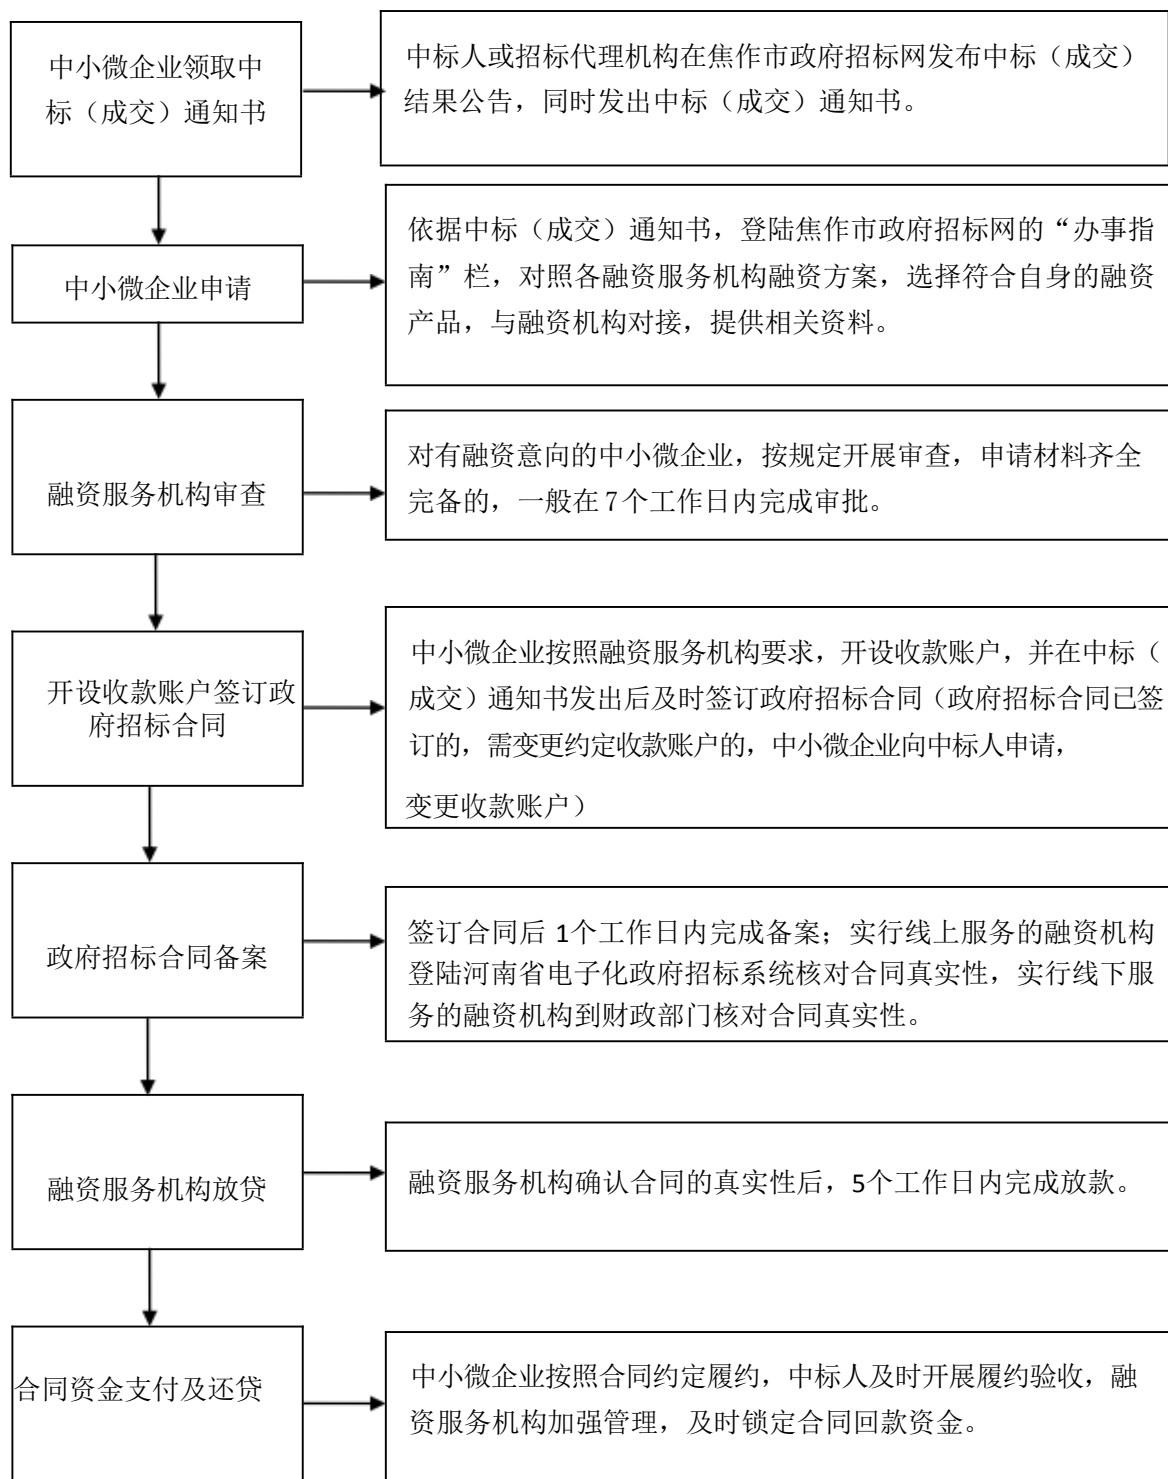 中小微企业领取中
标（成交）通知书
中标人或招标代理机构在焦作市政府招标网发布中标（成交）
结果公告，同时发出中标（成交）通知书。
中小微企业申请
依据中标（成交）通知书，登陆焦作市政府招标网的“办事指
南”栏，对照各融资服务机构融资方案，选择符合自身的融资
产品，与融资机构对接，提供相关资料。
融资服务机构审查
对有融资意向的中小微企业，按规定开展审查，申请材料齐全
完备的，一般在7个工作日内完成审批。
开设收款账户签订政
府招标合同
中小微企业按照融资服务机构要求，开设收款账户，并在中标（
成交）通知书发出后及时签订政府招标合同（政府招标合同已签
订的，需变更约定收款账户的，中小微企业向中标人申请，
变更收款账户）
政府招标合同备案
签订合同后 1个工作日内完成备案；实行线上服务的融资机构
登陆河南省电子化政府招标系统核对合同真实性，实行线下服
务的融资机构到财政部门核对合同真实性。
融资服务机构放贷
融资服务机构确认合同的真实性后，5个工作日内完成放款。
合同资金支付及还贷
中小微企业按照合同约定履约，中标人及时开展履约验收，融
资服务机构加强管理，及时锁定合同回款资金。